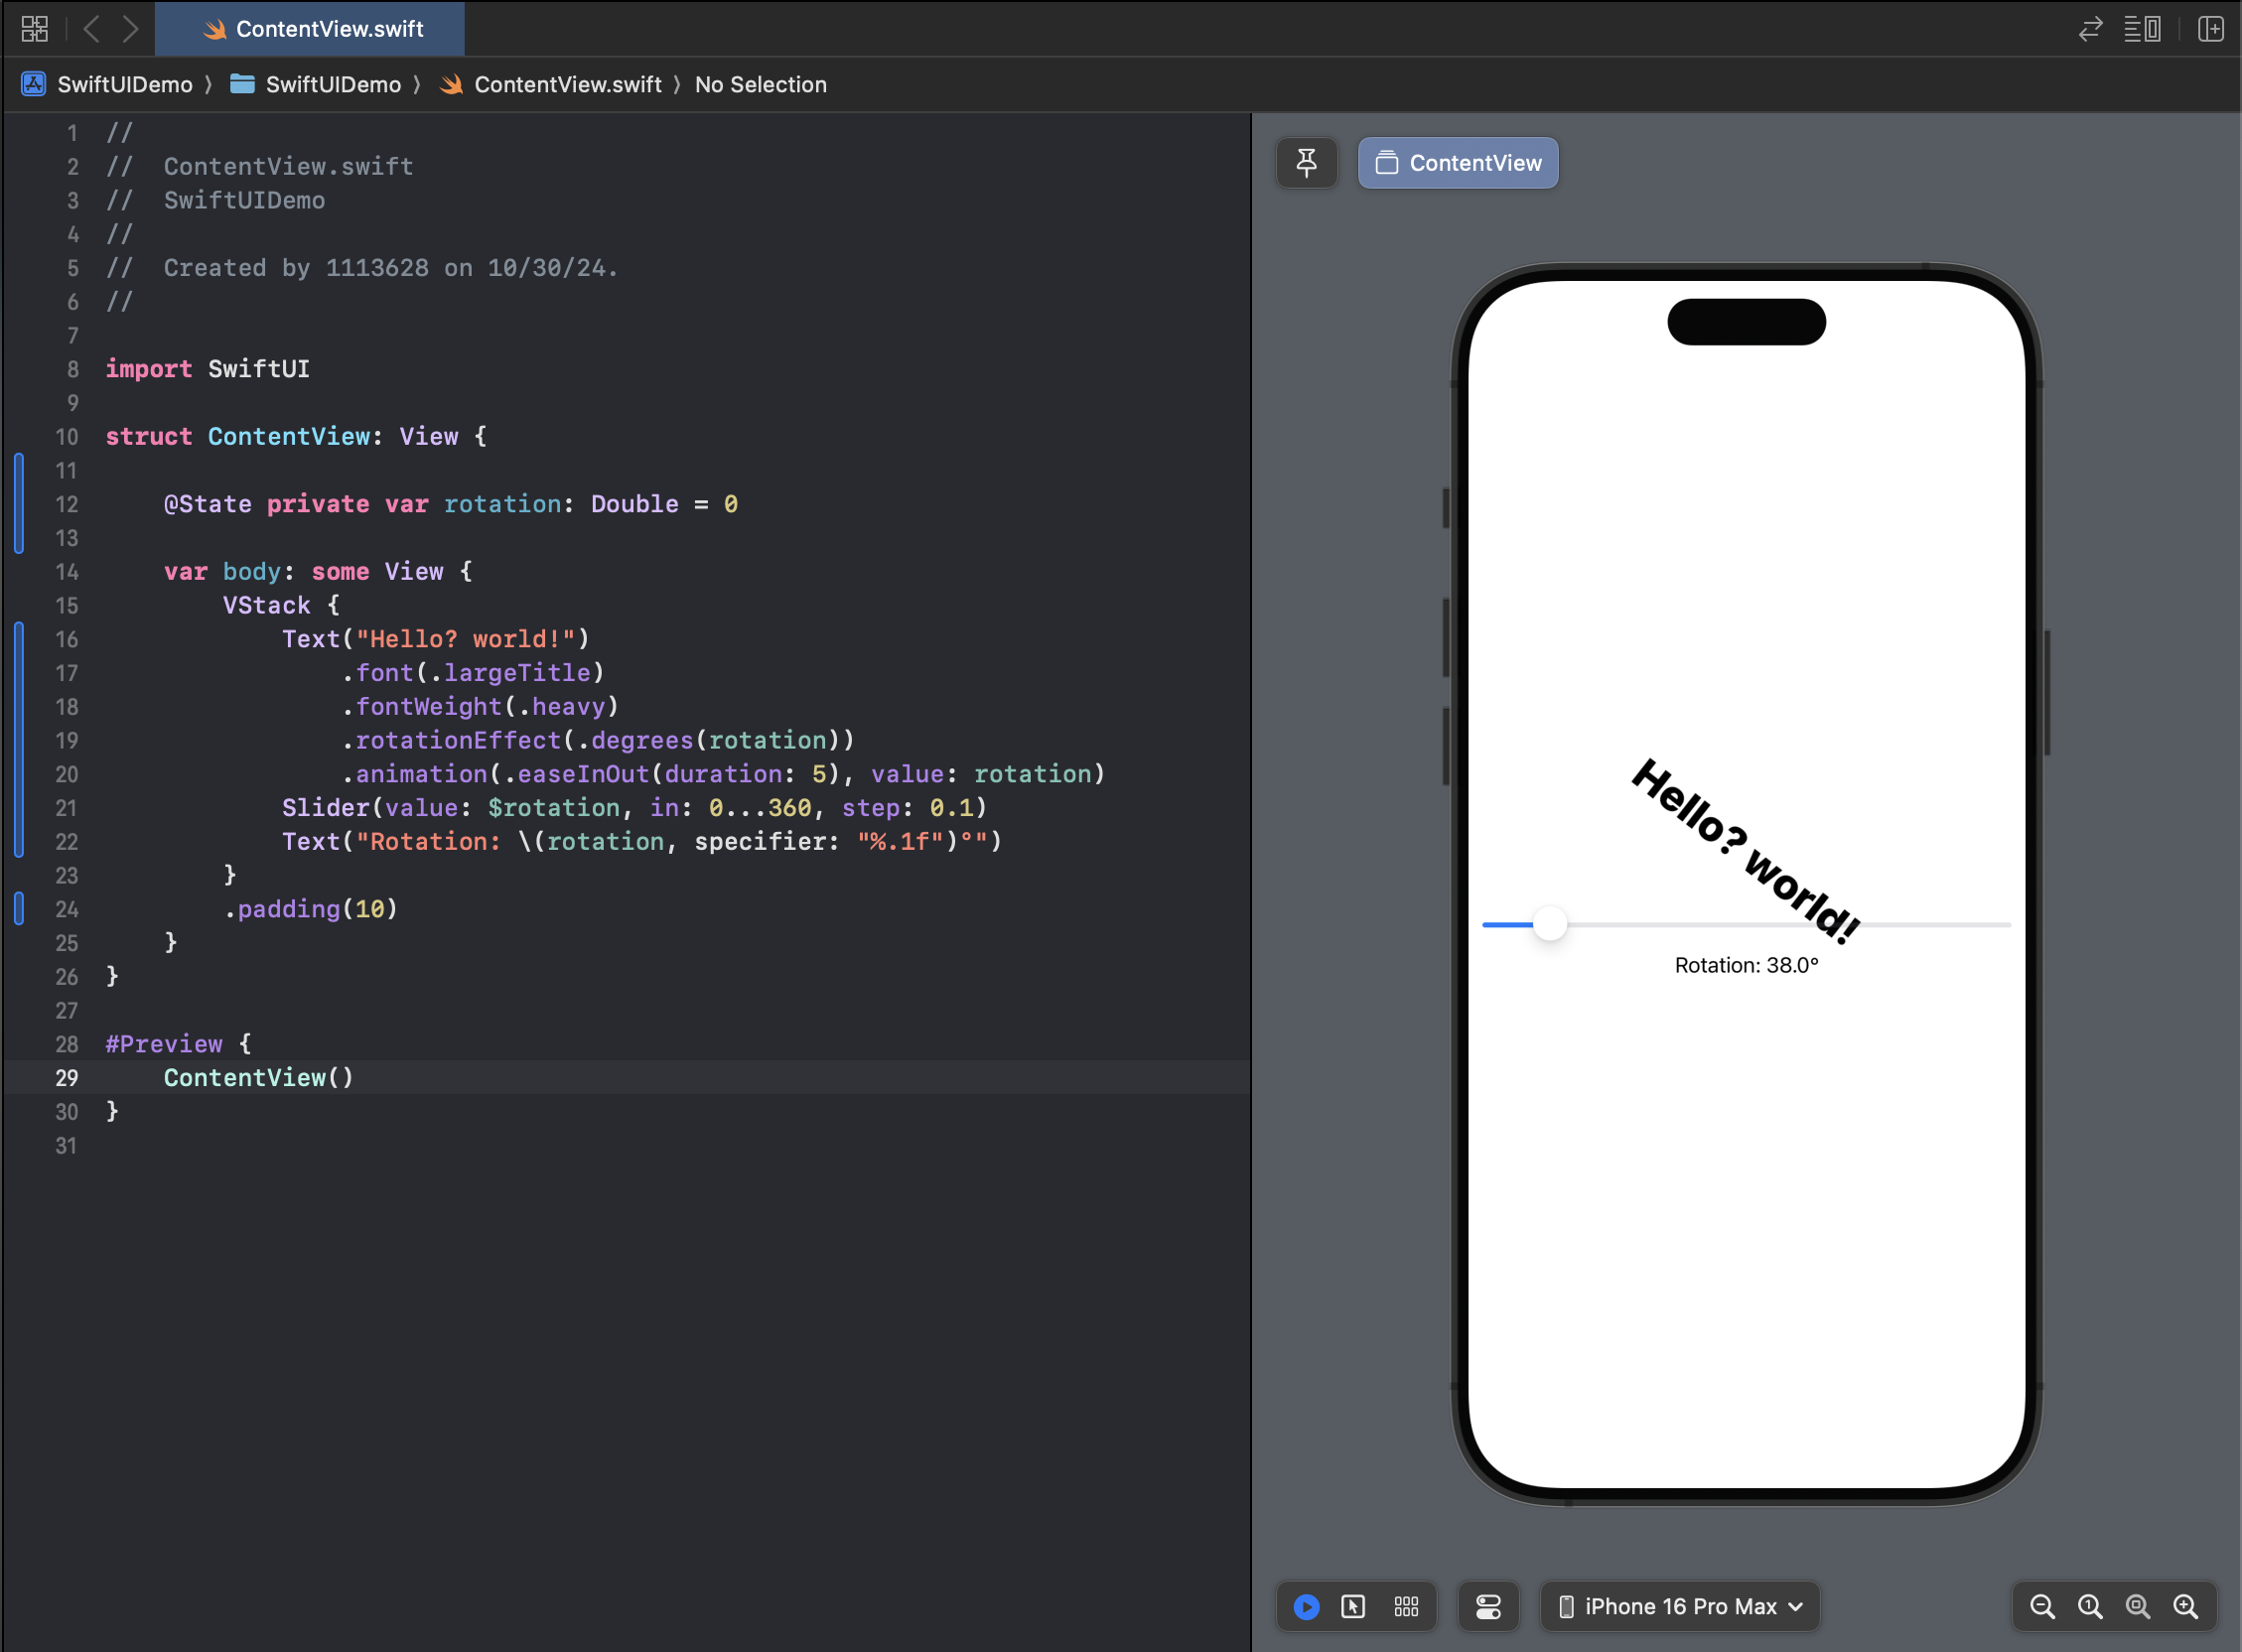 ContentView.swift
SwiftUIDemo 〉 SwiftUIDemo 〉 ContentView.swift 〉 No Selection
1 //
2 //  ContentView.swift
3 //  SwiftUIDemo
4 //
5 //  Created by 1113628 on 10/30/24.
6 //
7
8 import SwiftUI
9
10 struct ContentView: View {
11
12     @State private var rotation: Double = 0
13
14     var body: some View {
15         VStack {
16             Text("Hello? world!")
17                 .font(.largeTitle)
18                 .fontWeight(.heavy)
19                 .rotationEffect(.degrees(rotation))
20                 .animation(.easeInOut(duration: 5), value: rotation)
21             Slider(value: $rotation, in: 0...360, step: 0.1)
22             Text("Rotation: \(rotation, specifier: "%.1f")°")
23         }
24         .padding(10)
25     }
26 }
27
28 #Preview {
29     ContentView()
30 }
31
ContentView
Hello? world!
Rotation: 38.0°
iPhone 16 Pro Max